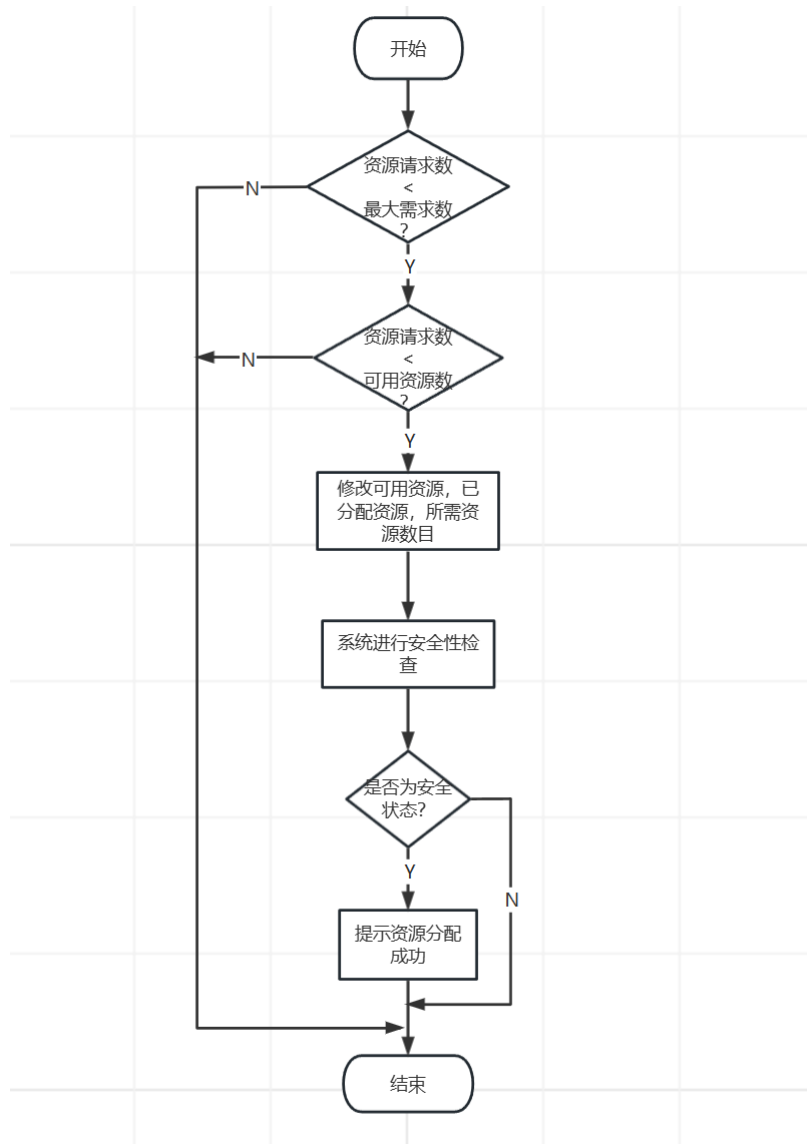 开始
资源请求数
<
最大需求数
?
N
Y
资源请求数
<
可用资源数
?
N
Y
修改可用资源，已
分配资源，所需资
源数目
系统进行安全性检
查
是否为安全
状态?
Y
N
提示资源分配
成功
结束